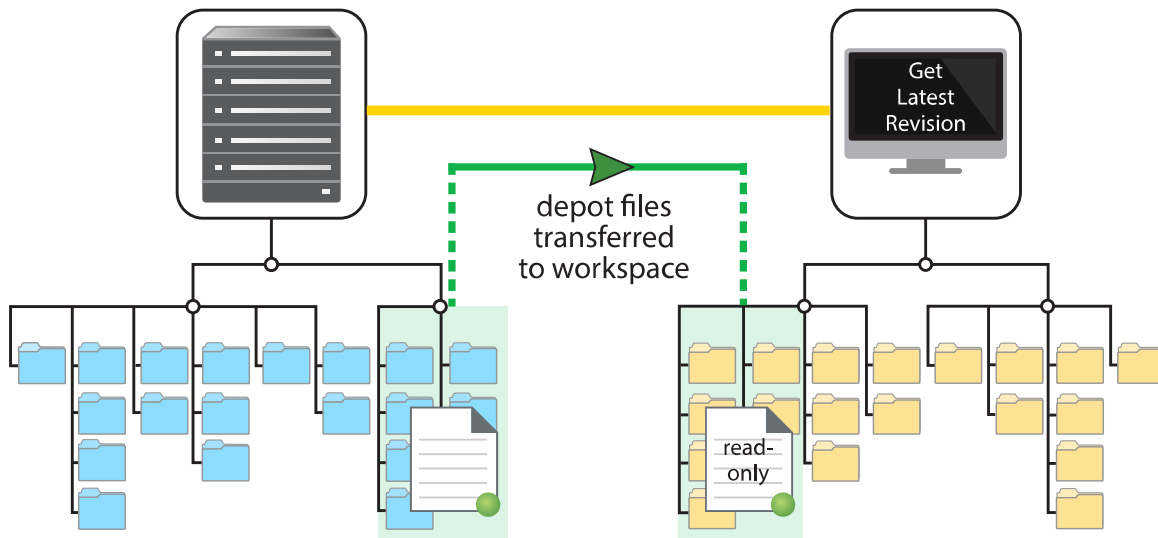 Get
Latest
Revision
depot files
transferred
to workspace
read-
only